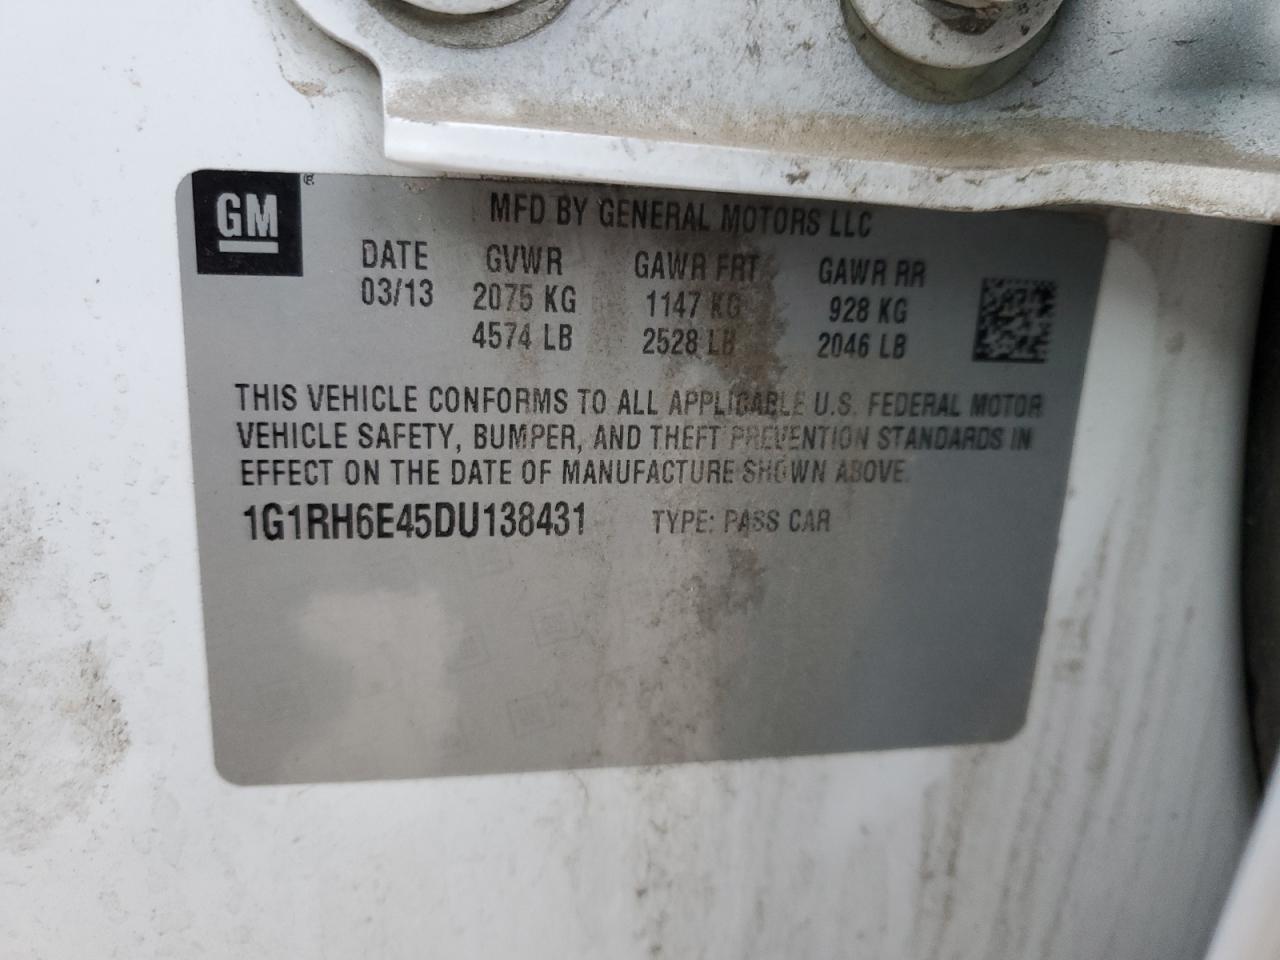 GM ®
MFD BY GENERAL MOTORS LLC
DATE GVWR GAWR FRT GAWR RR
03/13 2075 KG 1147 KG 928 KG
4574 LB 2528 LB 2046 LB
THIS VEHICLE CONFORMS TO ALL APPLICABLE U.S. FEDERAL MOTOR
VEHICLE SAFETY, BUMPER, AND THEFT PREVENTION STANDARDS IN
EFFECT ON THE DATE OF MANUFACTURE SHOWN ABOVE.
1G1RH6E45DU138431 TYPE: PASS CAR